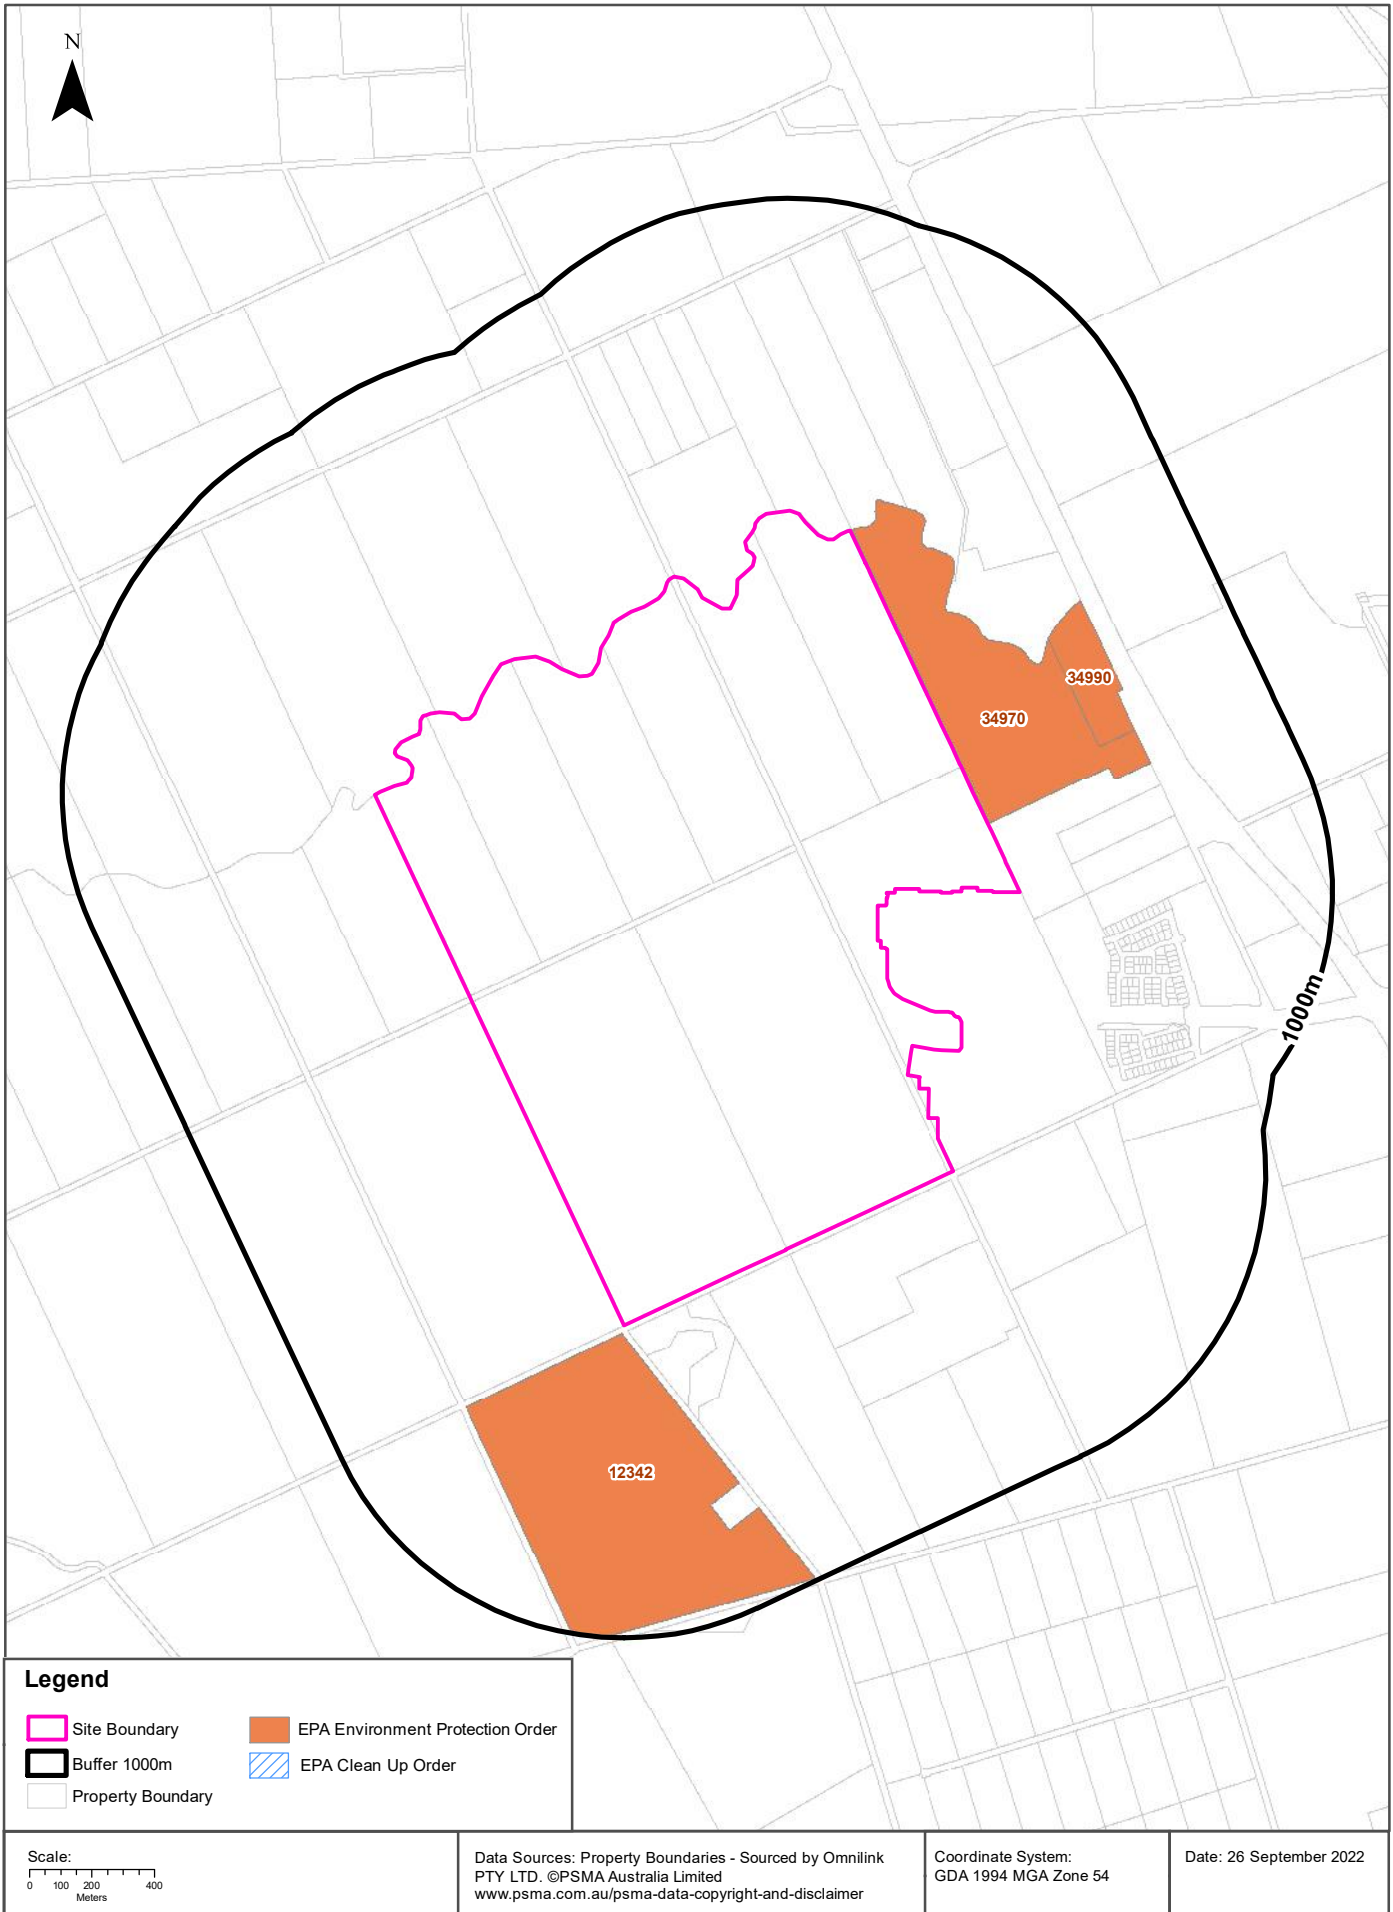 N
34990
34970
1000m
12342
Legend
Site Boundary
EPA Environment Protection Order
Buffer 1000m
EPA Clean Up Order
Property Boundary
Scale:
0 100 200 400
Meters
Data Sources: Property Boundaries - Sourced by Omnilink
PTY LTD. ©PSMA Australia Limited
www.psma.com.au/psma-data-copyright-and-disclaimer
Coordinate System:
GDA 1994 MGA Zone 54
Date: 26 September 2022